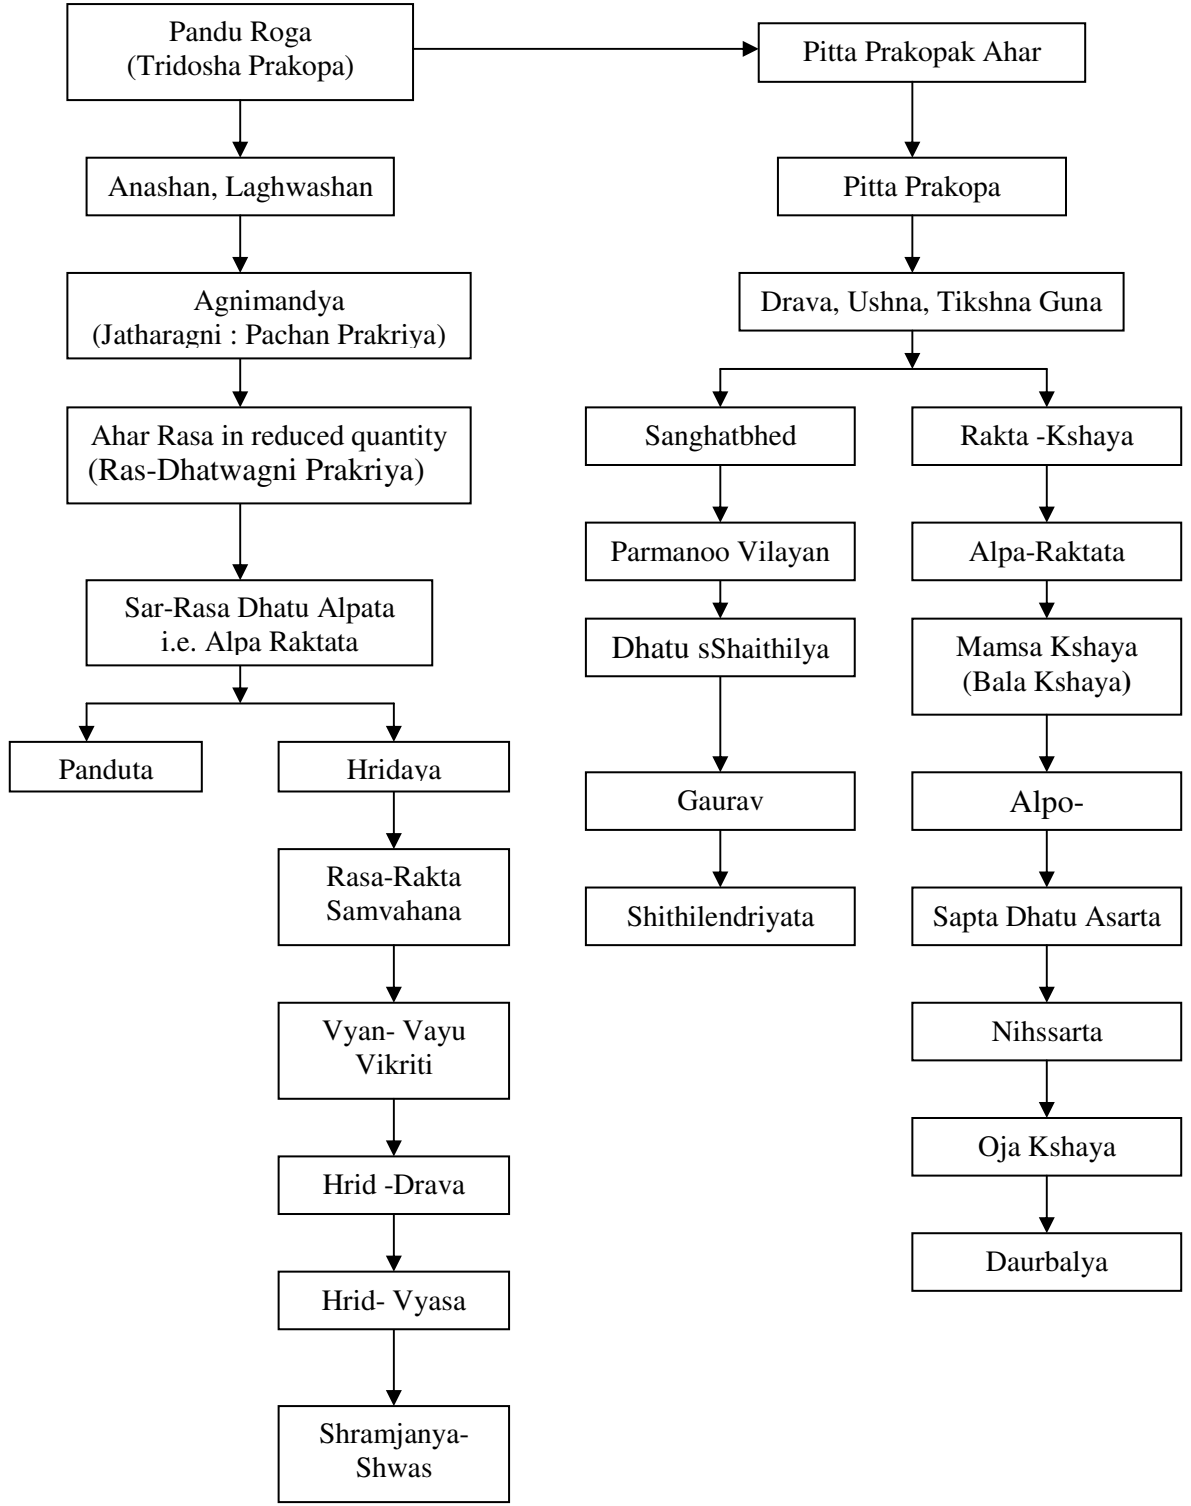 Pandu Roga
(Tridosha Prakopa)
Pitta Prakopak Ahar
Anashan, Laghwashan
Pitta Prakopa
Agnimandya
(Jatharagni : Pachan Prakriya)
Drava, Ushna, Tikshna Guna
Ahar Rasa in reduced quantity
(Ras-Dhatwagni Prakriya)
Sanghatbhed
Rakta -Kshaya
Parmanoo Vilayan
Alpa-Raktata
Sar-Rasa Dhatu Alpata
i.e. Alpa Raktata
Dhatu sShaithilya
Mamsa Kshaya
(Bala Kshaya)
Panduta
Hridaya
Gaurav
Alpo-
Rasa-Rakta
Samvahana
Shithilendriyata
Sapta Dhatu Asarta
Vyan- Vayu
Vikriti
Nihssarta
Hrid -Drava
Oja Kshaya
Hrid- Vyasa
Daurbalya
Shramjanya-
Shwas